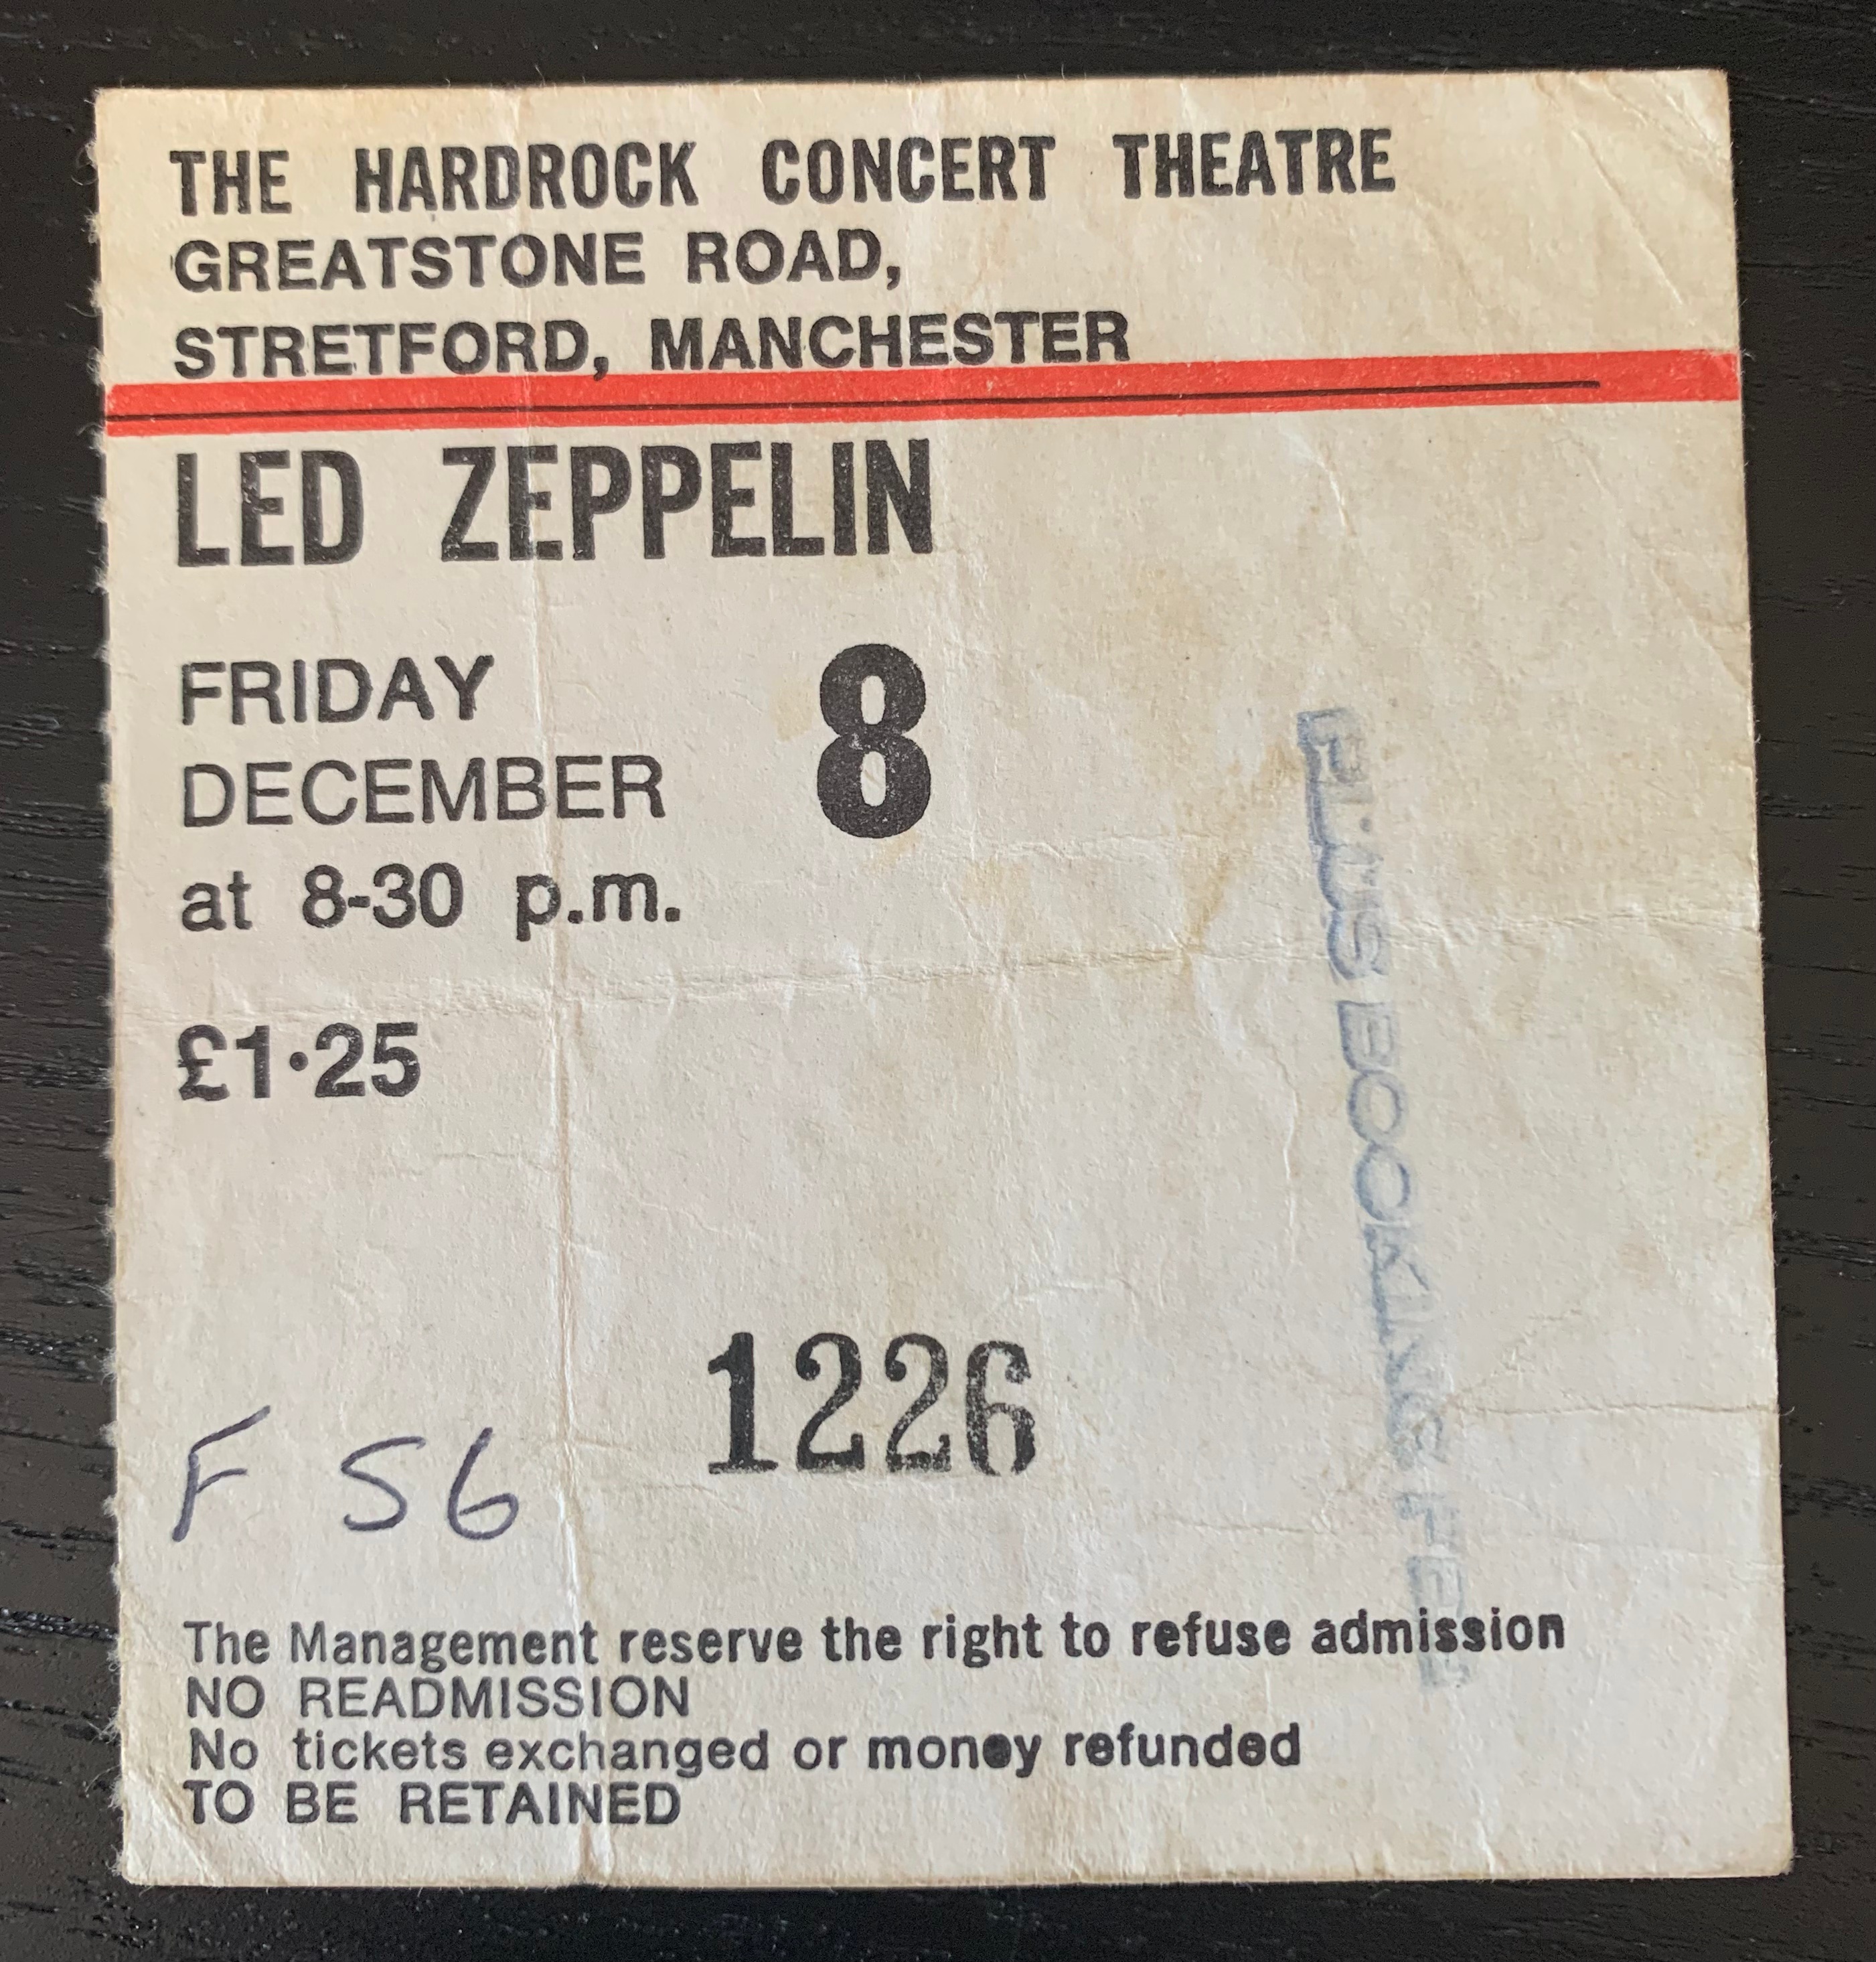 THE HARDROCK CONCERT THEATRE
GREATSTONE ROAD,
STRETFORD, MANCHESTER
LED ZEPPELIN
FRIDAY 8
DECEMBER
at 8-30 p.m.
£1·25
F 56 1226
The Management reserve the right to refuse admission
NO READMISSION
No tickets exchanged or money refunded
TO BE RETAINED
PLUS BOOKING FEE